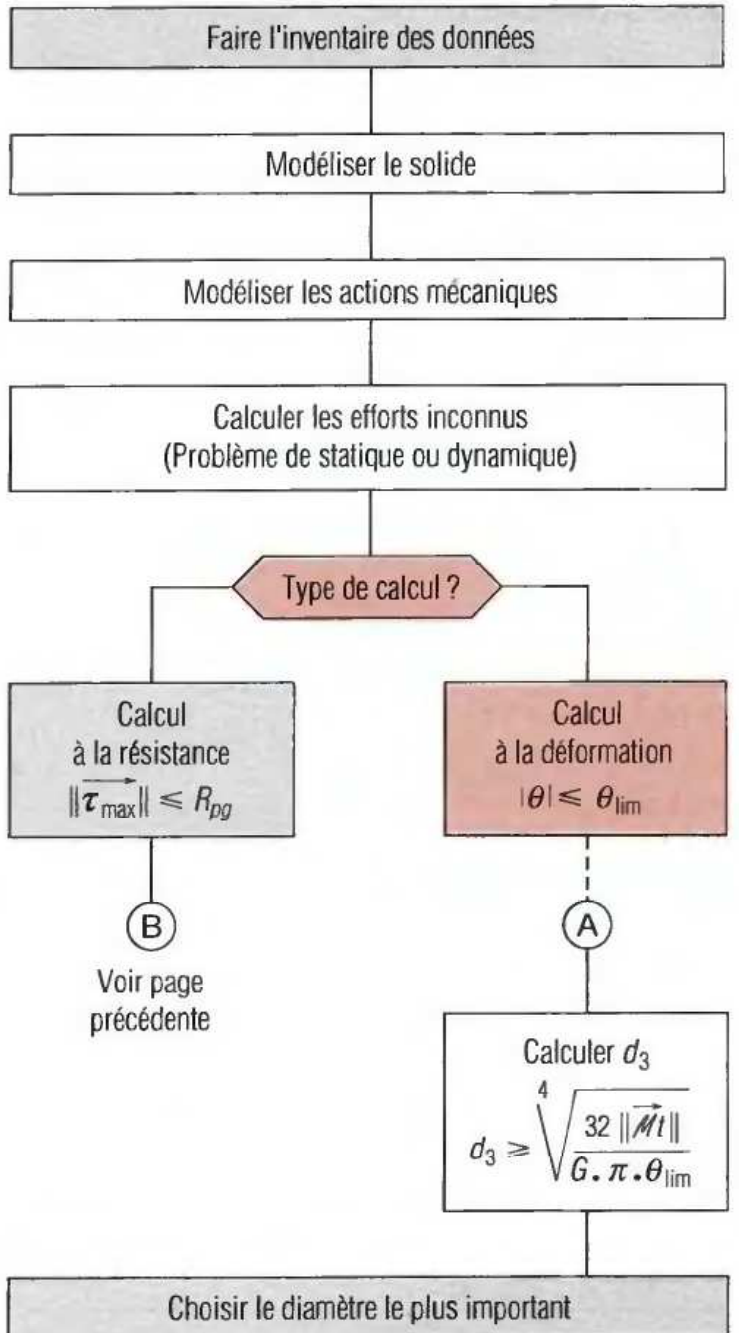 Faire l'inventaire des données
Modéliser le solide
Modéliser les actions mécaniques
Calculer les efforts inconnus
(Problème de statique ou dynamique)
Type de calcul ?
Calcul
à la résistance
‖τ⃗max‖ ≤ Rpg
B
Voir page
précédente
Calcul
à la déformation
|θ| ≤ θlim
A
Calculer d₃
d₃ ≥ ⁴√(32 ‖M⃗t‖ / G.π.θlim)
Choisir le diamètre le plus important